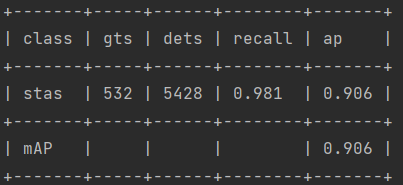 +-------+-----+------+--------+-------+
| class | gts | dets | recall | ap    |
+-------+-----+------+--------+-------+
| stas  | 532 | 5428 | 0.981  | 0.906 |
+-------+-----+------+--------+-------+
| mAP   |     |      |        | 0.906 |
+-------+-----+------+--------+-------+